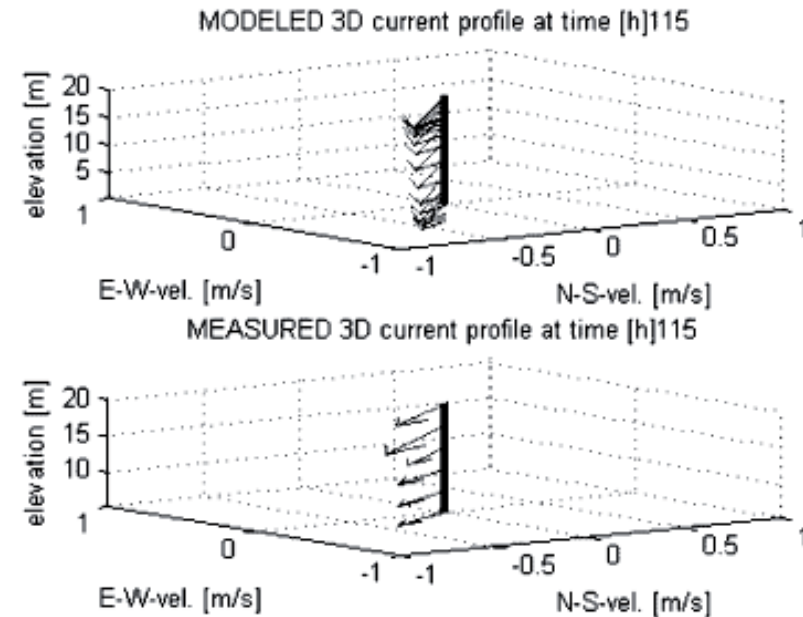 MODELED 3D current profile at time [h]115
20
15
10
5
elevation [m]
1
0
-1
E-W-vel. [m/s]
-1
-0.5
0
0.5
1
N-S-vel. [m/s]
MEASURED 3D current profile at time [h]115
20
15
10
elevation [m]
1
0
-1
E-W-vel. [m/s]
-1
-0.5
0
0.5
1
N-S-vel. [m/s]